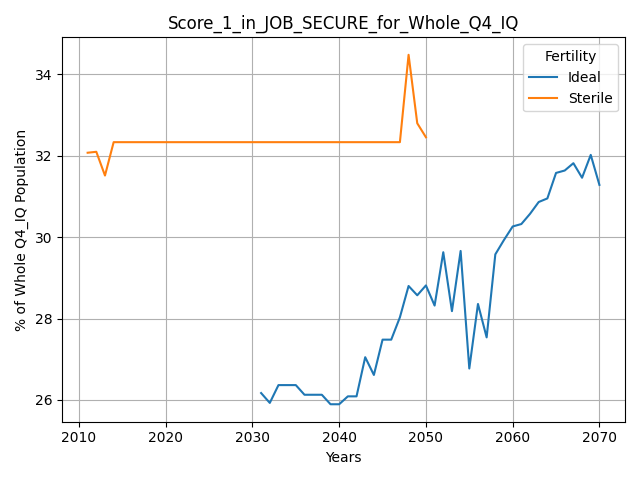 Score_1_in_JOB_SECURE_for_Whole_Q4_IQ
% of Whole Q4_IQ Population
34
32
30
28
26
Fertility
Ideal
Sterile
2010 2020 2030 2040 2050 2060 2070
Years